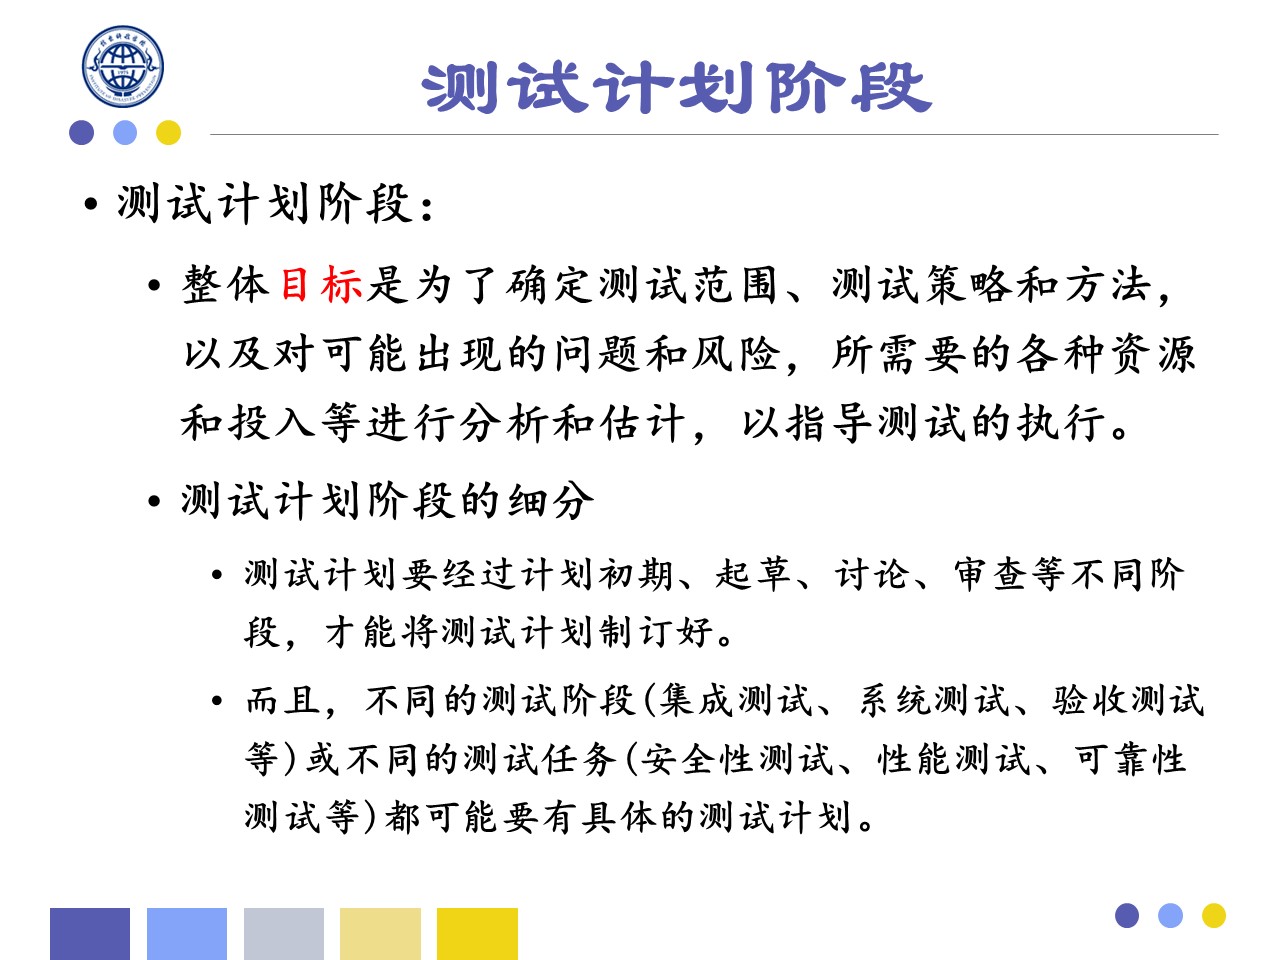 测试计划阶段
• 测试计划阶段：
• 整体目标是为了确定测试范围、测试策略和方法，
以及对可能出现的问题和风险，所需要的各种资源
和投入等进行分析和估计，以指导测试的执行。
• 测试计划阶段的细分
• 测试计划要经过计划初期、起草、讨论、审查等不同阶
段，才能将测试计划制订好。
• 而且，不同的测试阶段(集成测试、系统测试、验收测试
等)或不同的测试任务(安全性测试、性能测试、可靠性
测试等)都可能要有具体的测试计划。